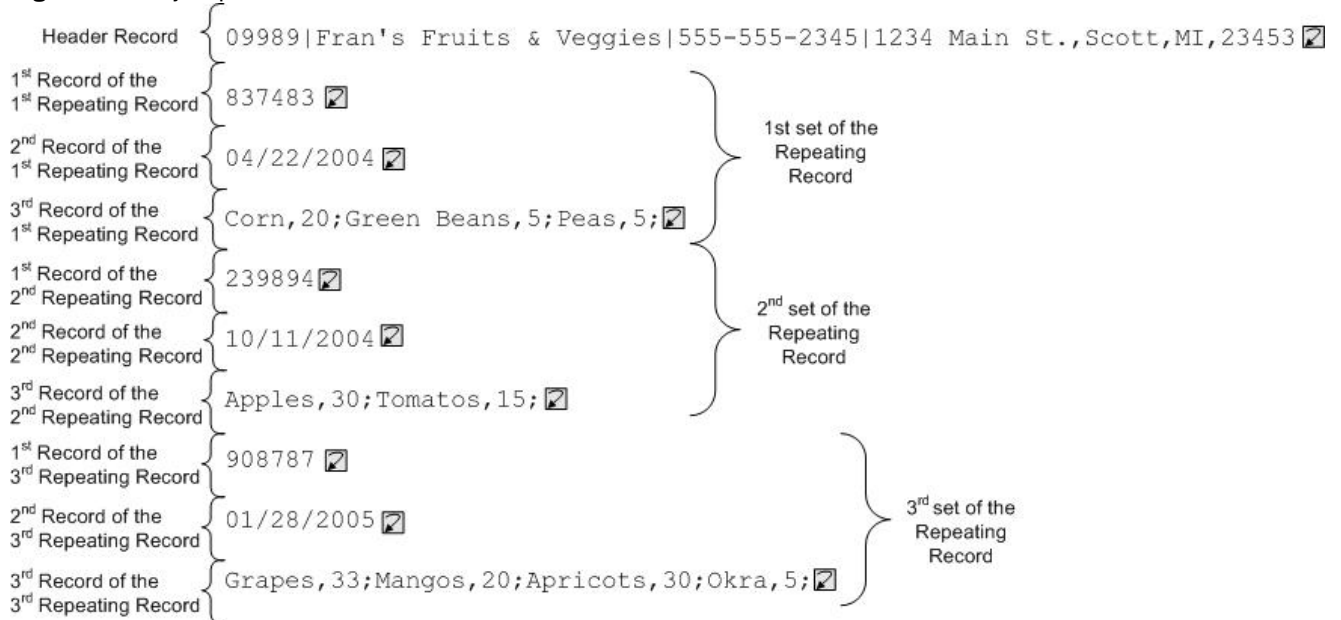 Header Record
09989|Fran's Fruits & Veggies|555-555-2345|1234 Main St.,Scott,MI,23453
1st Record of the
1st Repeating Record
837483
2nd Record of the
1st Repeating Record
04/22/2004
3rd Record of the
1st Repeating Record
Corn,20;Green Beans,5;Peas,5;
1st set of the
Repeating
Record
1st Record of the
2nd Repeating Record
239894
2nd Record of the
2nd Repeating Record
10/11/2004
3rd Record of the
2nd Repeating Record
Apples,30;Tomatos,15;
2nd set of the
Repeating
Record
1st Record of the
3rd Repeating Record
908787
2nd Record of the
3rd Repeating Record
01/28/2005
3rd Record of the
3rd Repeating Record
Grapes,33;Mangos,20;Apricots,30;Okra,5;
3rd set of the
Repeating
Record